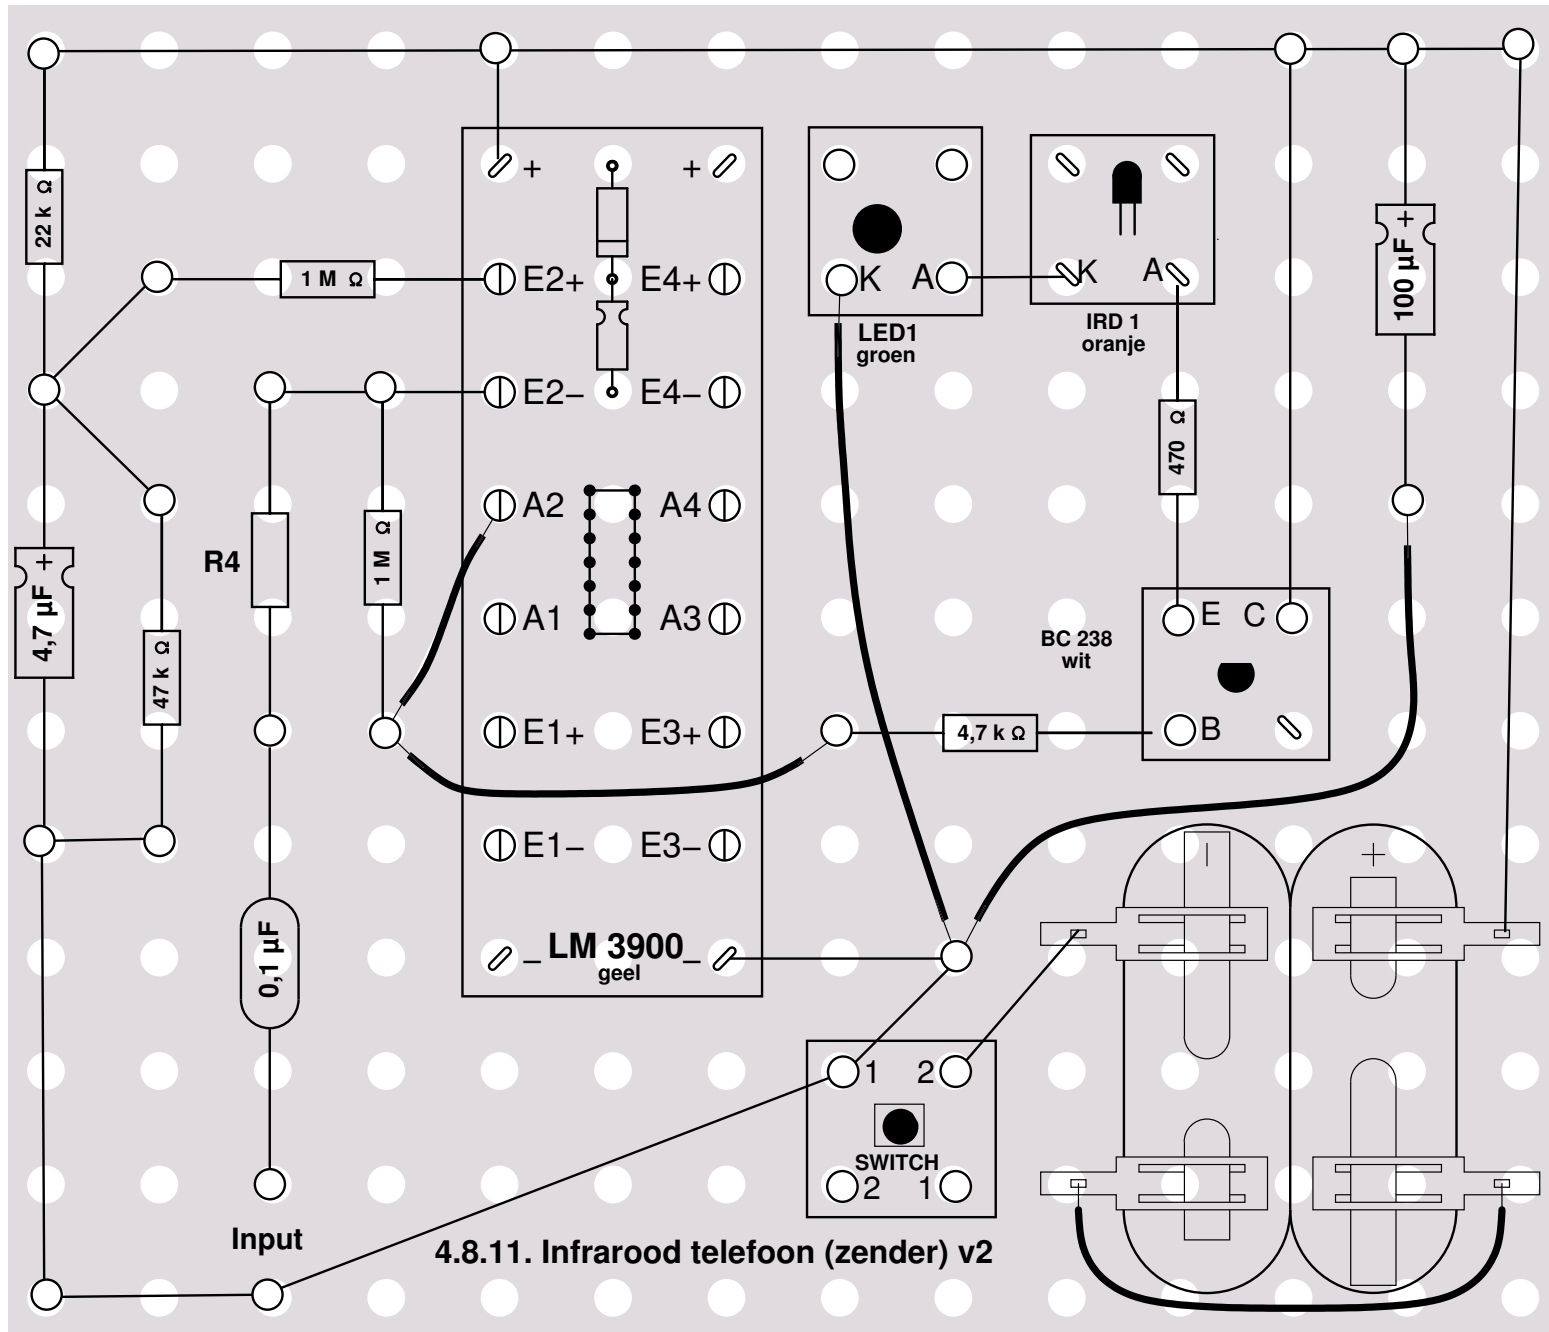 + +
22 k Ω
1 M Ω
E2+ E4+
K A
K A
LED1
groen
IRD 1
oranje
100 µF +
E2– E4–
470 Ω
A2 A4
R4
1 M Ω
4,7 µF +
47 k Ω
A1 A3
E C
BC 238
wit
E1+ E3+
4,7 k Ω
B
E1– E3–
– +
0,1 µF
– LM 3900 –
geel
1 2
SWITCH
2 1
Input
4.8.11. Infrarood telefoon (zender) v2